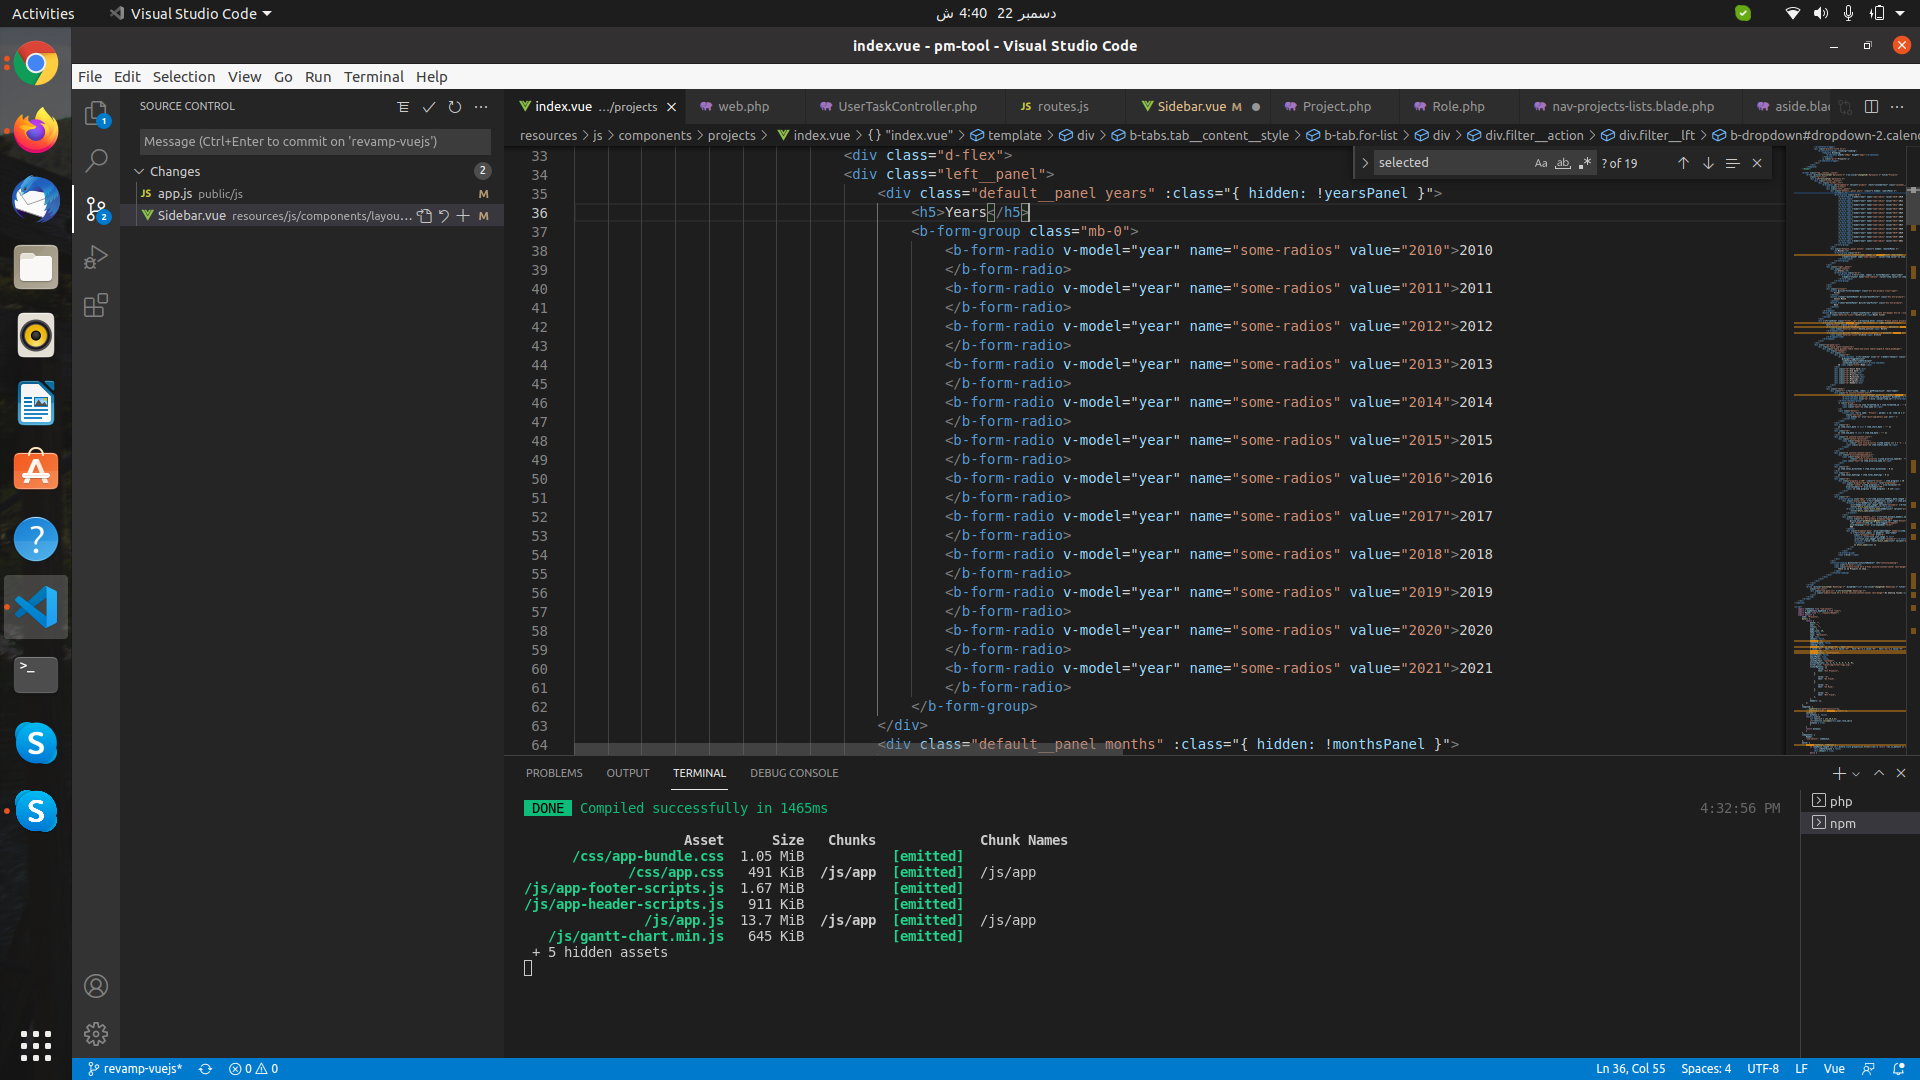 Activities
Visual Studio Code
دسمبر 22  4:40 ش
index.vue - pm-tool - Visual Studio Code
File Edit Selection View Go Run Terminal Help
SOURCE CONTROL
index.vue .../projects
web.php
UserTaskController.php
JS routes.js
Sidebar.vue M
Project.php
Role.php
nav-projects-lists.blade.php
resources > js > components > projects > index.vue > {} "index.vue" > template > div > b-tabs.tab__content__style > b-tab.for-list > div > div.filter__action > div.filter__lft > b-dropdown#dropdown-2.calend
Message (Ctrl+Enter to commit on 'revamp-vuejs')
Changes 2
JS app.js public/js M
Sidebar.vue resources/js/components/layou... M
selected
Aa ab .* ? of 19
33 <div class="d-flex">
34 <div class="left__panel">
35 <div class="default__panel years" :class="{ hidden: !yearsPanel }">
36 <h5>Years</h5>
37 <b-form-group class="mb-0">
38 <b-form-radio v-model="year" name="some-radios" value="2010">2010
39 </b-form-radio>
40 <b-form-radio v-model="year" name="some-radios" value="2011">2011
41 </b-form-radio>
42 <b-form-radio v-model="year" name="some-radios" value="2012">2012
43 </b-form-radio>
44 <b-form-radio v-model="year" name="some-radios" value="2013">2013
45 </b-form-radio>
46 <b-form-radio v-model="year" name="some-radios" value="2014">2014
47 </b-form-radio>
48 <b-form-radio v-model="year" name="some-radios" value="2015">2015
49 </b-form-radio>
50 <b-form-radio v-model="year" name="some-radios" value="2016">2016
51 </b-form-radio>
52 <b-form-radio v-model="year" name="some-radios" value="2017">2017
53 </b-form-radio>
54 <b-form-radio v-model="year" name="some-radios" value="2018">2018
55 </b-form-radio>
56 <b-form-radio v-model="year" name="some-radios" value="2019">2019
57 </b-form-radio>
58 <b-form-radio v-model="year" name="some-radios" value="2020">2020
59 </b-form-radio>
60 <b-form-radio v-model="year" name="some-radios" value="2021">2021
61 </b-form-radio>
62 </b-form-group>
63 </div>
64 <div class="default__panel months" :class="{ hidden: !monthsPanel }">
PROBLEMS OUTPUT TERMINAL DEBUG CONSOLE
DONE Compiled successfully in 1465ms 4:32:56 PM
Asset Size Chunks Chunk Names
/css/app-bundle.css 1.05 MiB [emitted]
/css/app.css 491 KiB /js/app [emitted] /js/app
/js/app-footer-scripts.js 1.67 MiB [emitted]
/js/app-header-scripts.js 911 KiB [emitted]
/js/app.js 13.7 MiB /js/app [emitted] /js/app
/js/gantt-chart.min.js 645 KiB [emitted]
+ 5 hidden assets
php
npm
revamp-vuejs* 0 0
Ln 36, Col 55 Spaces: 4 UTF-8 LF Vue